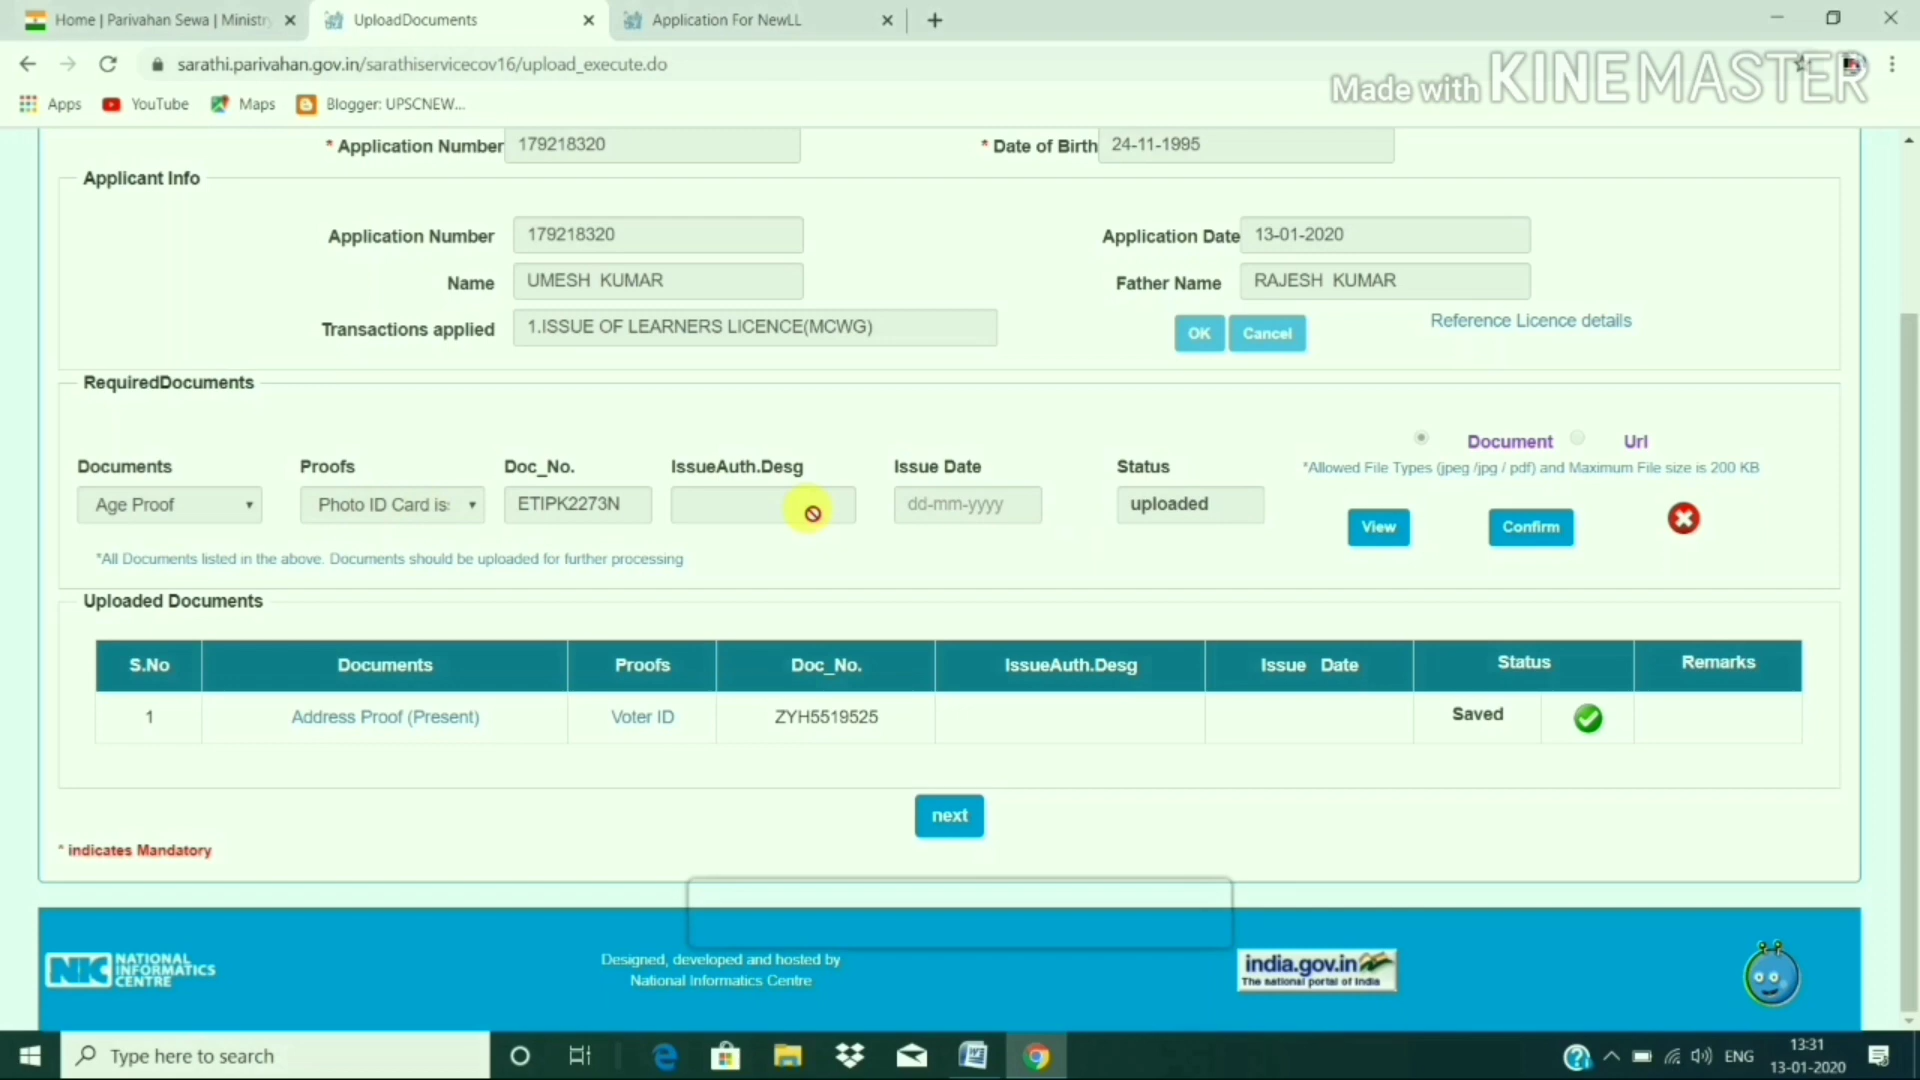 Home | Parivahan Sewa | Ministry
UploadDocuments
Application For NewLL
sarathi.parivahan.gov.in/sarathiservicecov16/upload_execute.do
Made with KINEMASTER
Apps
YouTube
Maps
Blogger: UPSCNEW...
* Application Number 179218320
* Date of Birth 24-11-1995
Applicant Info
Application Number 179218320
Application Date 13-01-2020
Name UMESH KUMAR
Father Name RAJESH KUMAR
Transactions applied 1.ISSUE OF LEARNERS LICENCE(MCWG)
OK Cancel
Reference Licence details
RequiredDocuments
Document Url
Documents Proofs Doc_No. IssueAuth.Desg Issue Date Status
*Allowed File Types (jpeg /jpg / pdf) and Maximum File size is 200 KB
Age Proof Photo ID Card is: ETIPK2273N dd-mm-yyyy uploaded
View Confirm
*All Documents listed in the above. Documents should be uploaded for further processing
Uploaded Documents
S.No Documents Proofs Doc_No. IssueAuth.Desg Issue Date Status Remarks
1 Address Proof (Present) Voter ID ZYH5519525 Saved
next
* indicates Mandatory
NIC NATIONAL
INFORMATICS
CENTRE
Designed, developed and hosted by
National Informatics Centre
india.gov.in
The national portal of India
Type here to search
ENG
13:31
13-01-2020